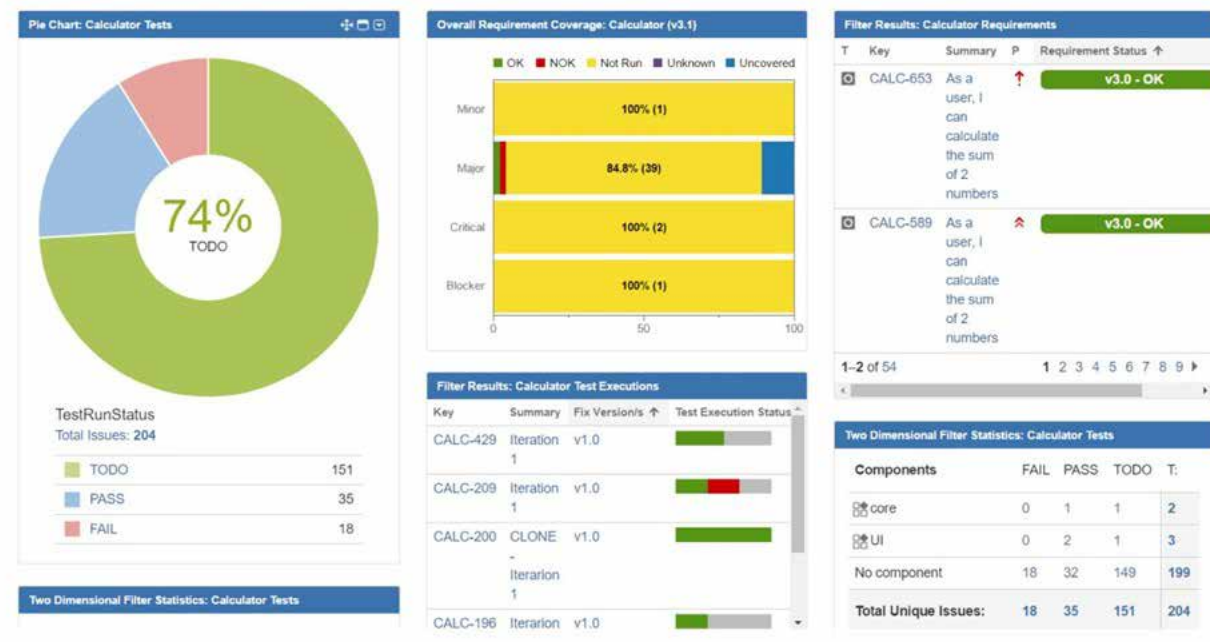 Pie Chart: Calculator Tests
74%
TODO
TestRunStatus
Total Issues: 204
TODO 151
PASS 35
FAIL 18
Two Dimensional Filter Statistics: Calculator Tests
Overall Requirement Coverage: Calculator (v3.1)
OK NOK Not Run Unknown Uncovered
Minor 100% (1)
Major 84.8% (39)
Critical 100% (2)
Blocker 100% (1)
0 50 100
Filter Results: Calculator Test Executions
Key Summary Fix Version/s ↑ Test Execution Status
CALC-429 Iteration v1.0
1
CALC-209 Iteration v1.0
1
CALC-200 CLONE v1.0
-
Iterarion
1
CALC-196 Iterarion v1.0
Filter Results: Calculator Requirements
T Key Summary P Requirement Status ↑
CALC-653 As a v3.0 - OK
user, I
can
calculate
the sum
of 2
numbers
CALC-589 As a v3.0 - OK
user, I
can
calculate
the sum
of 2
numbers
1–2 of 54 1 2 3 4 5 6 7 8 9
Two Dimensional Filter Statistics: Calculator Tests
Components FAIL PASS TODO T:
core 0 1 1 2
UI 0 2 1 3
No component 18 32 149 199
Total Unique Issues: 18 35 151 204